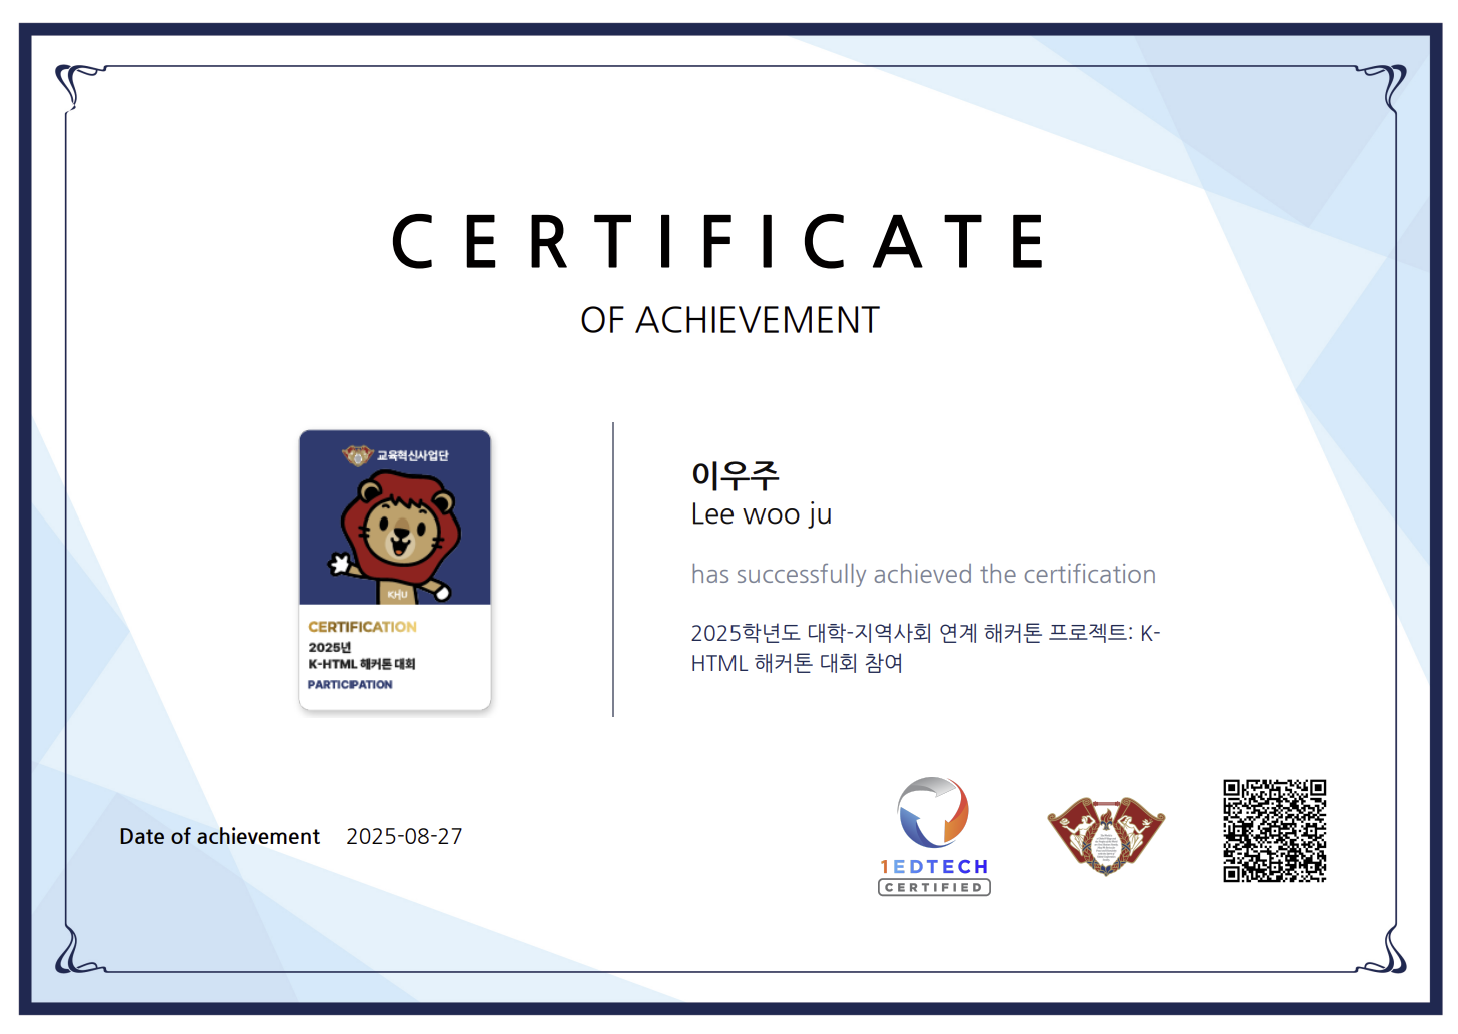 CERTIFICATE
OF ACHIEVEMENT
교육혁신사업단
KHU
CERTIFICATION
2025년
K-HTML 해커톤 대회
PARTICIPATION
이우주
Lee woo ju
has successfully achieved the certification
2025학년도 대학-지역사회 연계 해커톤 프로젝트: K-
HTML 해커톤 대회 참여
Date of achievement 2025-08-27
1EDTECH
CERTIFIED